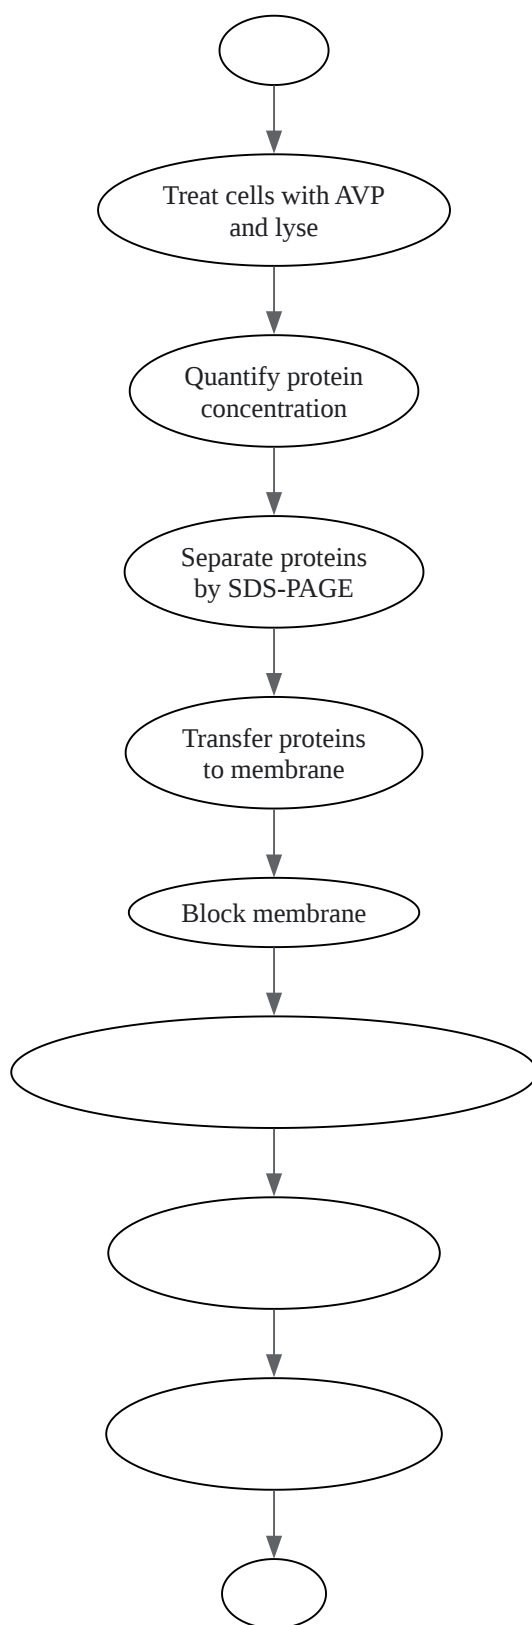 Treat cells with AVP
and lyse
Quantify protein
concentration
Separate proteins
by SDS-PAGE
Transfer proteins
to membrane
Block membrane